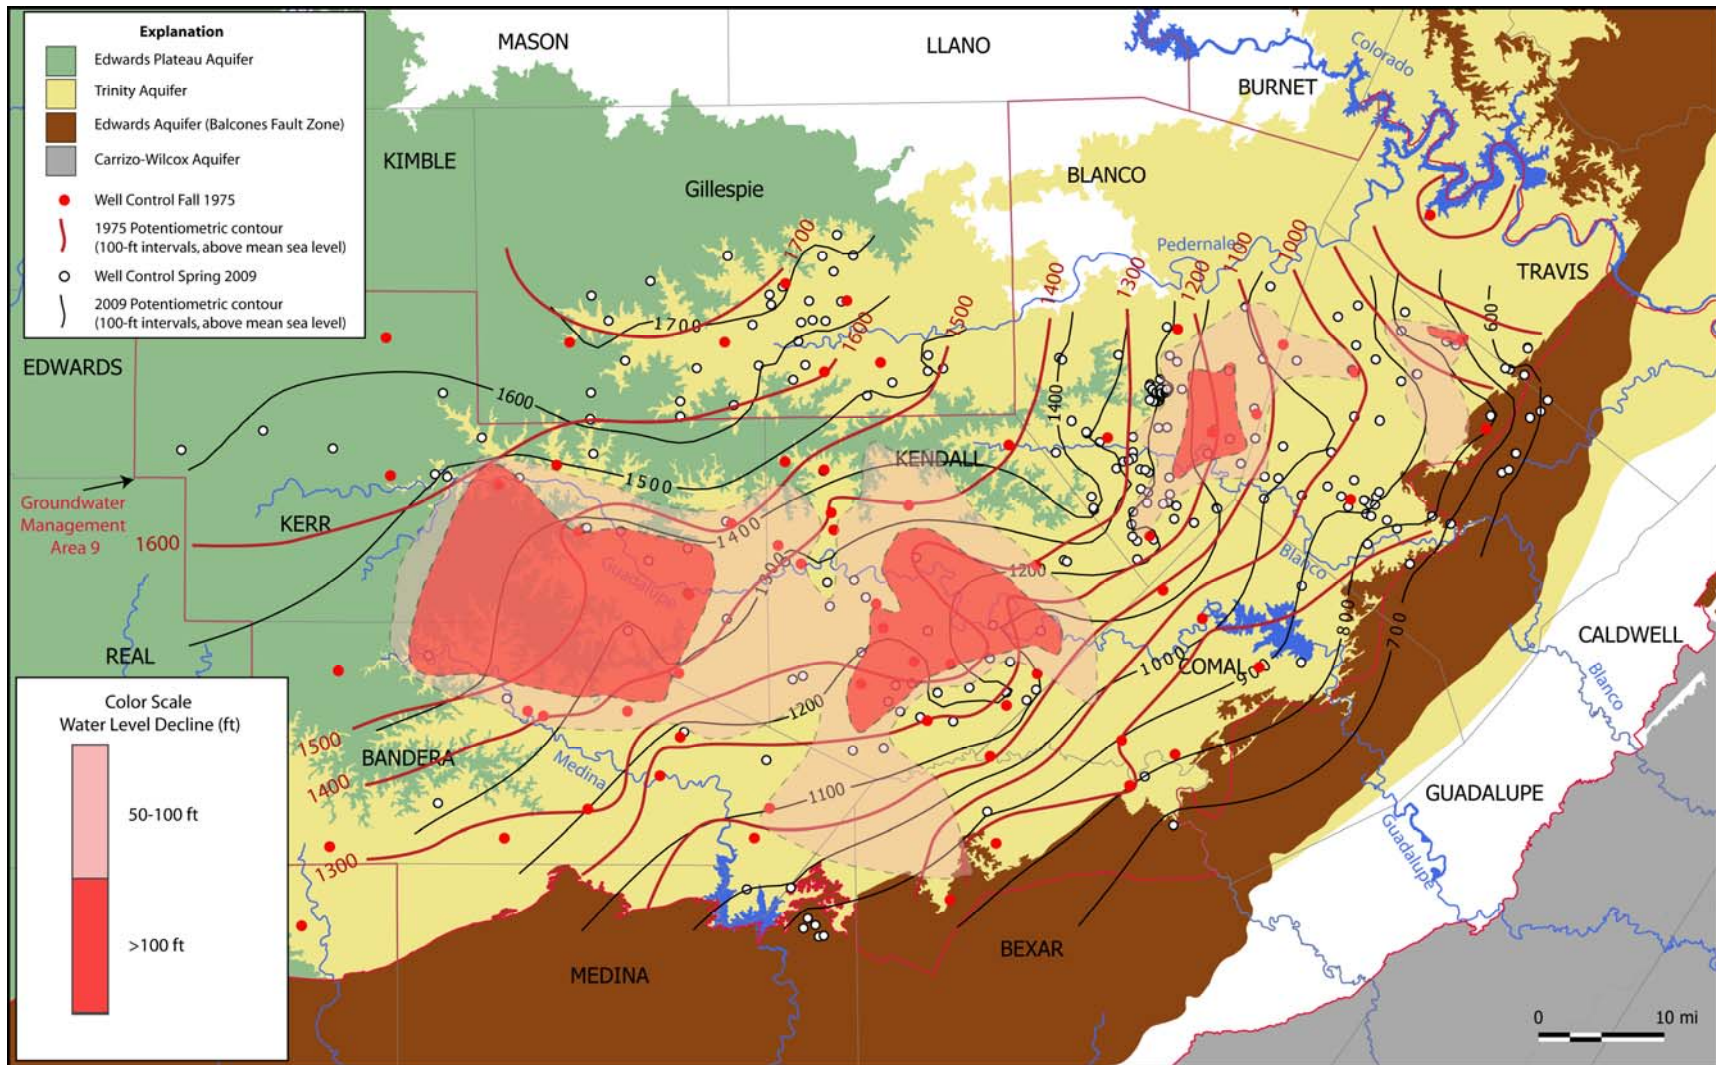 Explanation
Edwards Plateau Aquifer
Trinity Aquifer
Edwards Aquifer (Balcones Fault Zone)
Carrizo-Wilcox Aquifer
Well Control Fall 1975
1975 Potentiometric contour
(100-ft intervals, above mean sea level)
Well Control Spring 2009
2009 Potentiometric contour
(100-ft intervals, above mean sea level)
MASON
LLANO
BURNET
Colorado
KIMBLE
Gillespie
BLANCO
TRAVIS
Pedernales
1700
1700
1600
1500
1400
1300
1200
1100
1000
600
EDWARDS
1600
1400
1500
KENDALL
Groundwater
Management
Area 9
KERR
1600
1400
1000
Guadalupe
1200
Blanco
REAL
800
700
1000
COMAL
900
CALDWELL
Blanco
1200
1500
BANDERA
1400
Medina
1100
GUADALUPE
Guadalupe
1300
MEDINA
BEXAR
Color Scale
Water Level Decline (ft)
50-100 ft
>100 ft
0 10 mi